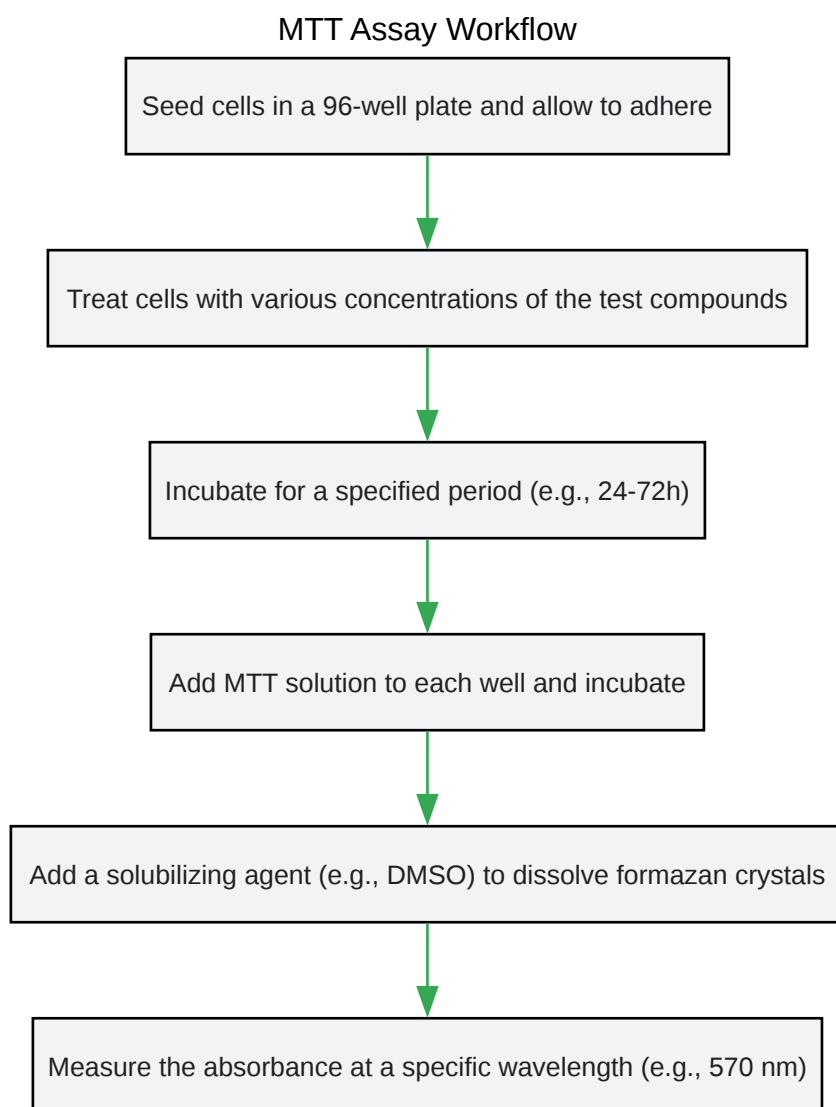 MTT Assay Workflow
Seed cells in a 96-well plate and allow to adhere
Treat cells with various concentrations of the test compounds
Incubate for a specified period (e.g., 24-72h)
Add MTT solution to each well and incubate
Add a solubilizing agent (e.g., DMSO) to dissolve formazan crystals
Measure the absorbance at a specific wavelength (e.g., 570 nm)